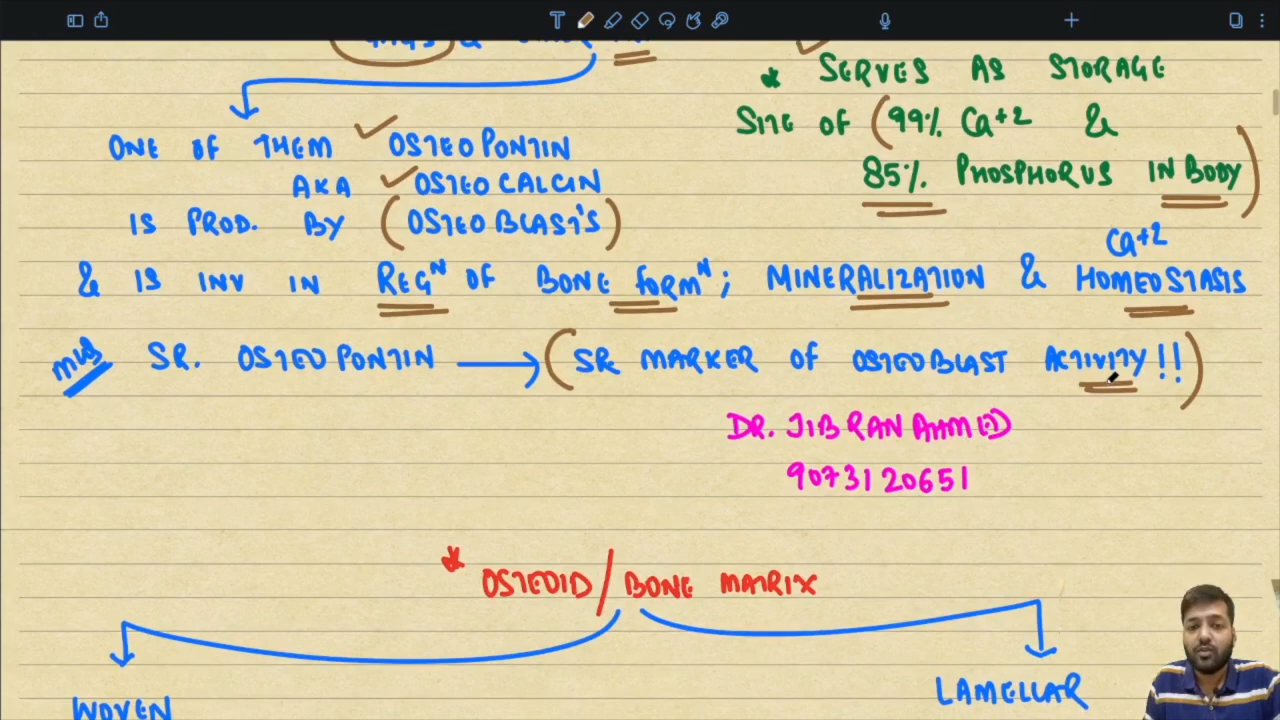 &
* SERVES AS STORAGE
SITE OF (99% Ca+2 &
85% PHOSPHORUS IN BODY)
ONE OF THEM ✓ OSTEOPONTIN
AKA ✓ OSTEOCALCIN
IS PROD. BY (OSTEOBLAST'S)
& IS INV IN REGᴺ OF BONE FORMᴺ; MINERALIZATION & Ca+2 HOMEOSTASIS
SR. OSTEOPONTIN → (SR MARKER OF OSTEOBLAST ACTIVITY!!)
DR. JIBRAN AHMED
9073120651
* OSTEOID/BONE MATRIX
WOVEN
LAMELLAR